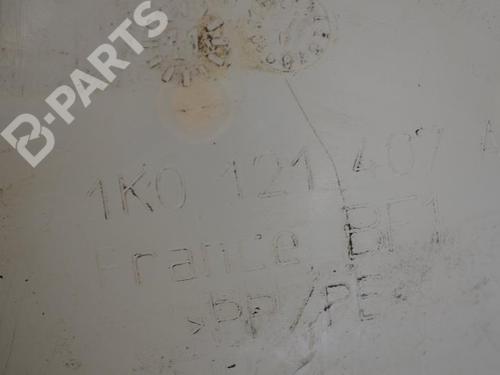 B-PARTS
1K0 121 407 A
France BF1
>PP/PE<